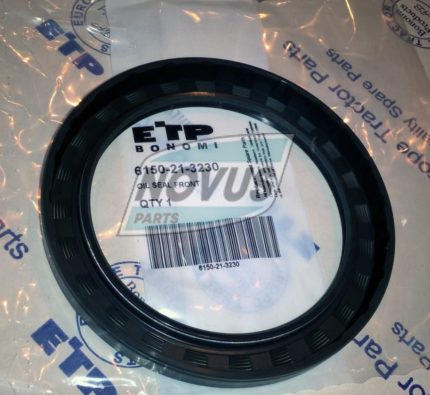 ETP
BONOMI
6150-21-3230
OIL SEAL FRONT
QTY 1
6150-21-3230
NOVUS
PARTS
ETP
Europe Tractor Parts
Quality Spare Parts
ETP